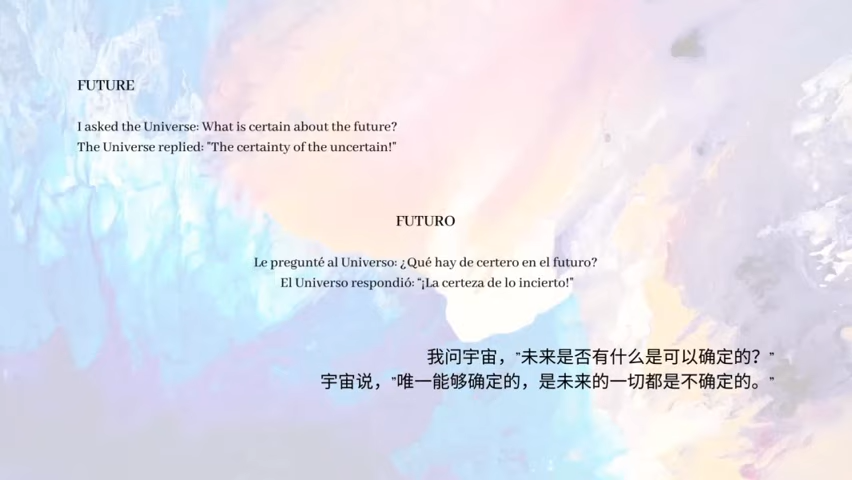 FUTURE
I asked the Universe: What is certain about the future?
The Universe replied: "The certainty of the uncertain!"
FUTURO
Le pregunté al Universo: ¿Qué hay de certero en el futuro?
El Universo respondió: “¡La certeza de lo incierto!”
我问宇宙，”未来是否有什么是可以确定的？”
宇宙说，”唯一能够确定的，是未来的一切都是不确定的。”